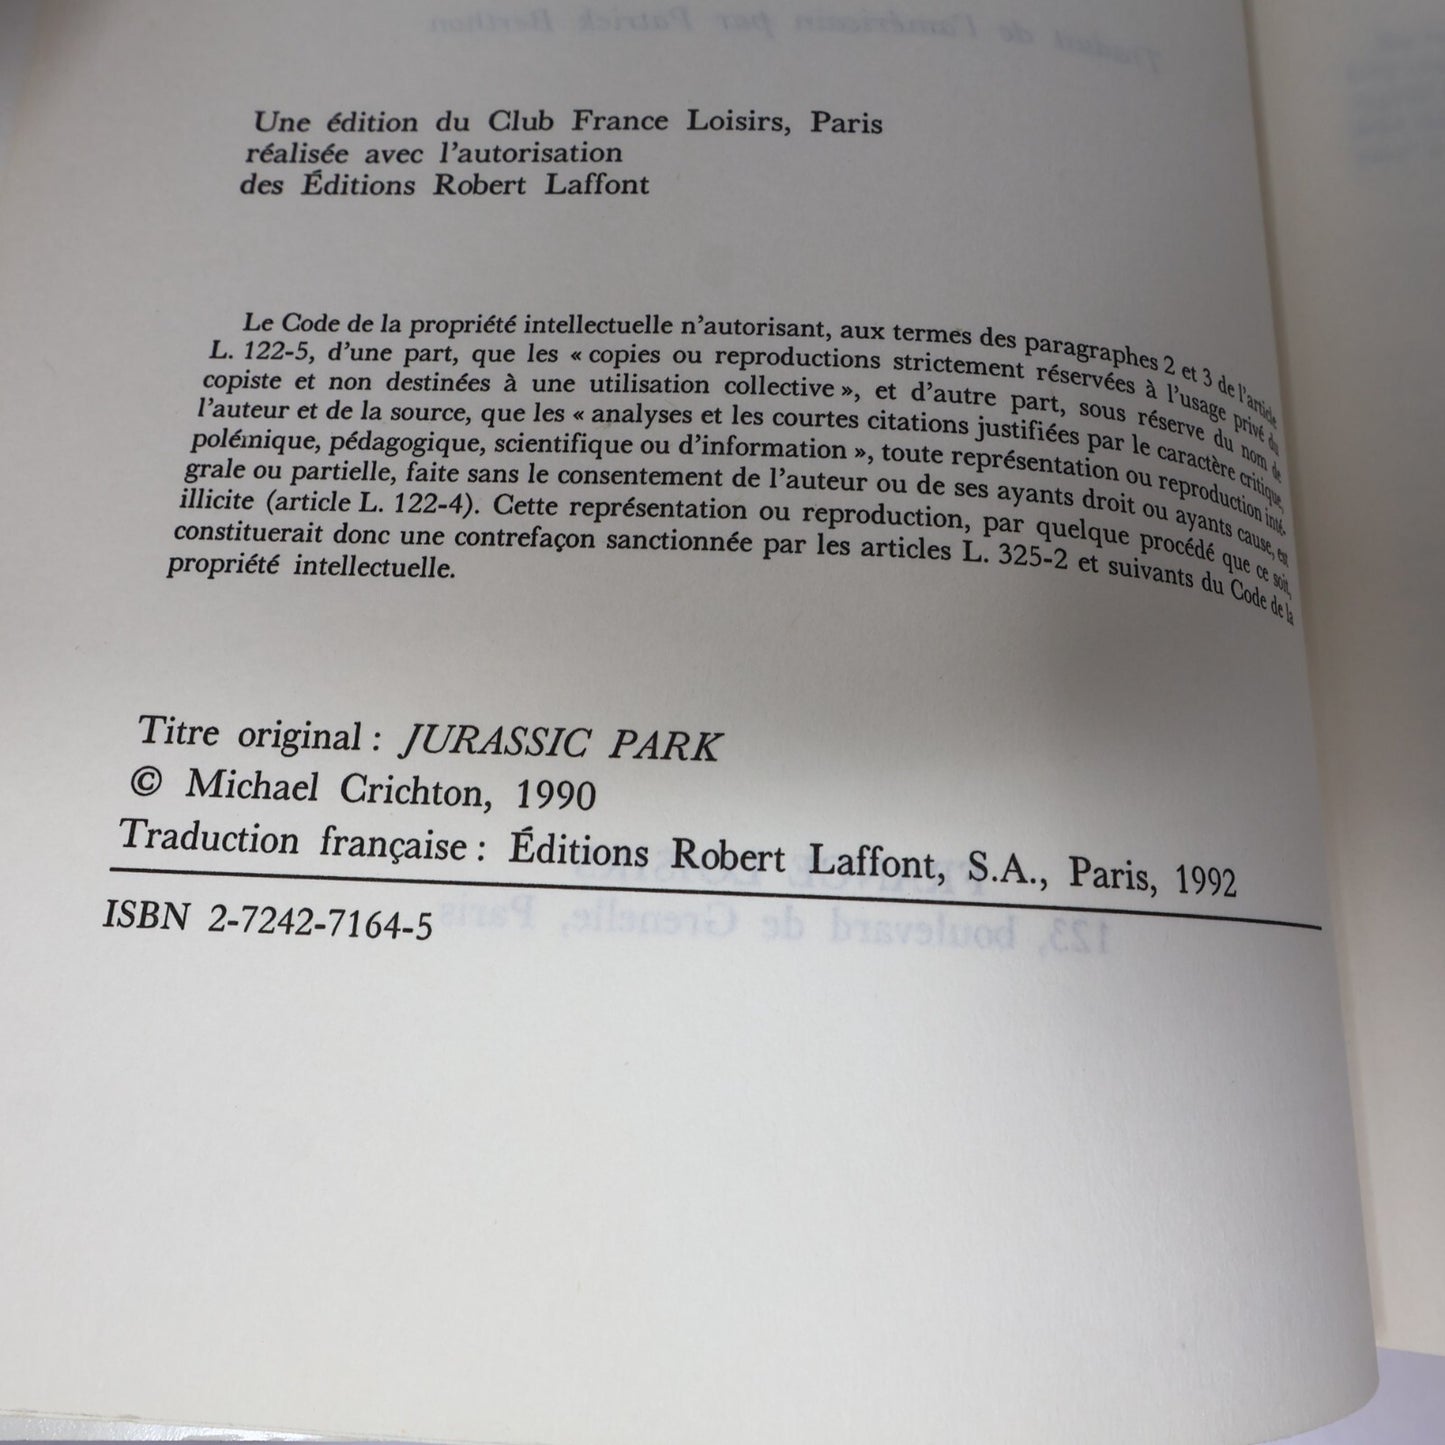 Une édition du Club France Loisirs, Paris
réalisée avec l'autorisation
des Éditions Robert Laffont
Le Code de la propriété intellectuelle n'autorisant, aux termes des paragraphes 2 et 3 de l'article
L. 122-5, d'une part, que les « copies ou reproductions strictement réservées à l'usage privé du
copiste et non destinées à une utilisation collective », et d'autre part, sous réserve du nom de
l'auteur et de la source, que les « analyses et les courtes citations justifiées par le caractère critique,
polémique, pédagogique, scientifique ou d'information », toute représentation ou reproduction inté-
grale ou partielle, faite sans le consentement de l'auteur ou de ses ayants droit ou ayants cause, est
illicite (article L. 122-4). Cette représentation ou reproduction, par quelque procédé que ce soit,
constituerait donc une contrefaçon sanctionnée par les articles L. 325-2 et suivants du Code de la
propriété intellectuelle.
Titre original : JURASSIC PARK
© Michael Crichton, 1990
Traduction française : Éditions Robert Laffont, S.A., Paris, 1992
ISBN 2-7242-7164-5